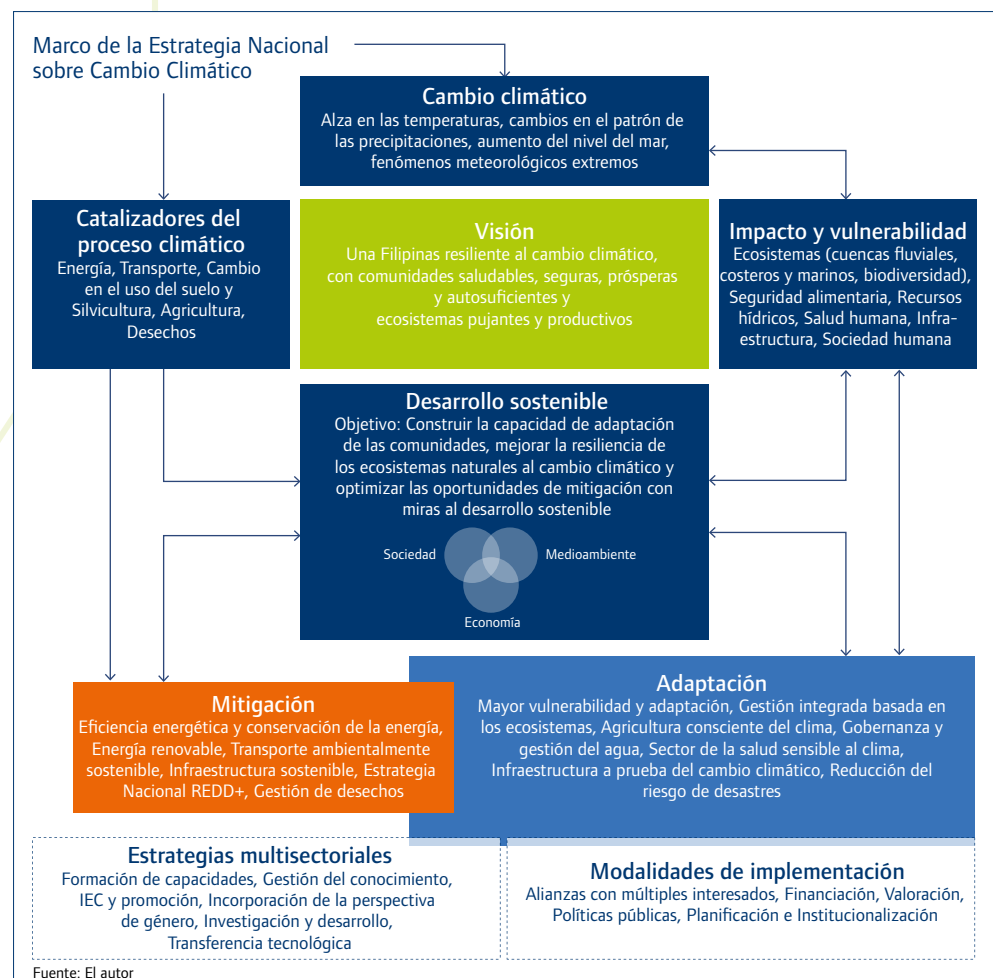 Marco de la Estrategia Nacional
sobre Cambio Climático
Cambio climático
Alza en las temperaturas, cambios en el patrón de
las precipitaciones, aumento del nivel del mar,
fenómenos meteorológicos extremos
Catalizadores del
proceso climático
Energía, Transporte, Cambio
en el uso del suelo y
Silvicultura, Agricultura,
Desechos
Visión
Una Filipinas resiliente al cambio climático,
con comunidades saludables, seguras, prósperas
y autosuficientes y
ecosistemas pujantes y productivos
Impacto y vulnerabilidad
Ecosistemas (cuencas fluviales,
costeros y marinos, biodiversidad),
Seguridad alimentaria, Recursos
hídricos, Salud humana, Infra-
estructura, Sociedad humana
Desarrollo sostenible
Objetivo: Construir la capacidad de adaptación
de las comunidades, mejorar la resiliencia de
los ecosistemas naturales al cambio climático y
optimizar las oportunidades de mitigación con
miras al desarrollo sostenible
Sociedad
Medioambiente
Economía
Mitigación
Eficiencia energética y conservación de la energía,
Energía renovable, Transporte ambientalmente
sostenible, Infraestructura sostenible, Estrategia
Nacional REDD+, Gestión de desechos
Adaptación
Mayor vulnerabilidad y adaptación, Gestión integrada basada en
los ecosistemas, Agricultura consciente del clima, Gobernanza y
gestión del agua, Sector de la salud sensible al clima,
Infraestructura a prueba del cambio climático, Reducción del
riesgo de desastres
Estrategias multisectoriales
Formación de capacidades, Gestión del conocimiento,
IEC y promoción, Incorporación de la perspectiva
de género, Investigación y desarrollo,
Transferencia tecnológica
Modalidades de implementación
Alianzas con múltiples interesados, Financiación, Valoración,
Políticas públicas, Planificación e Institucionalización
Fuente: El autor